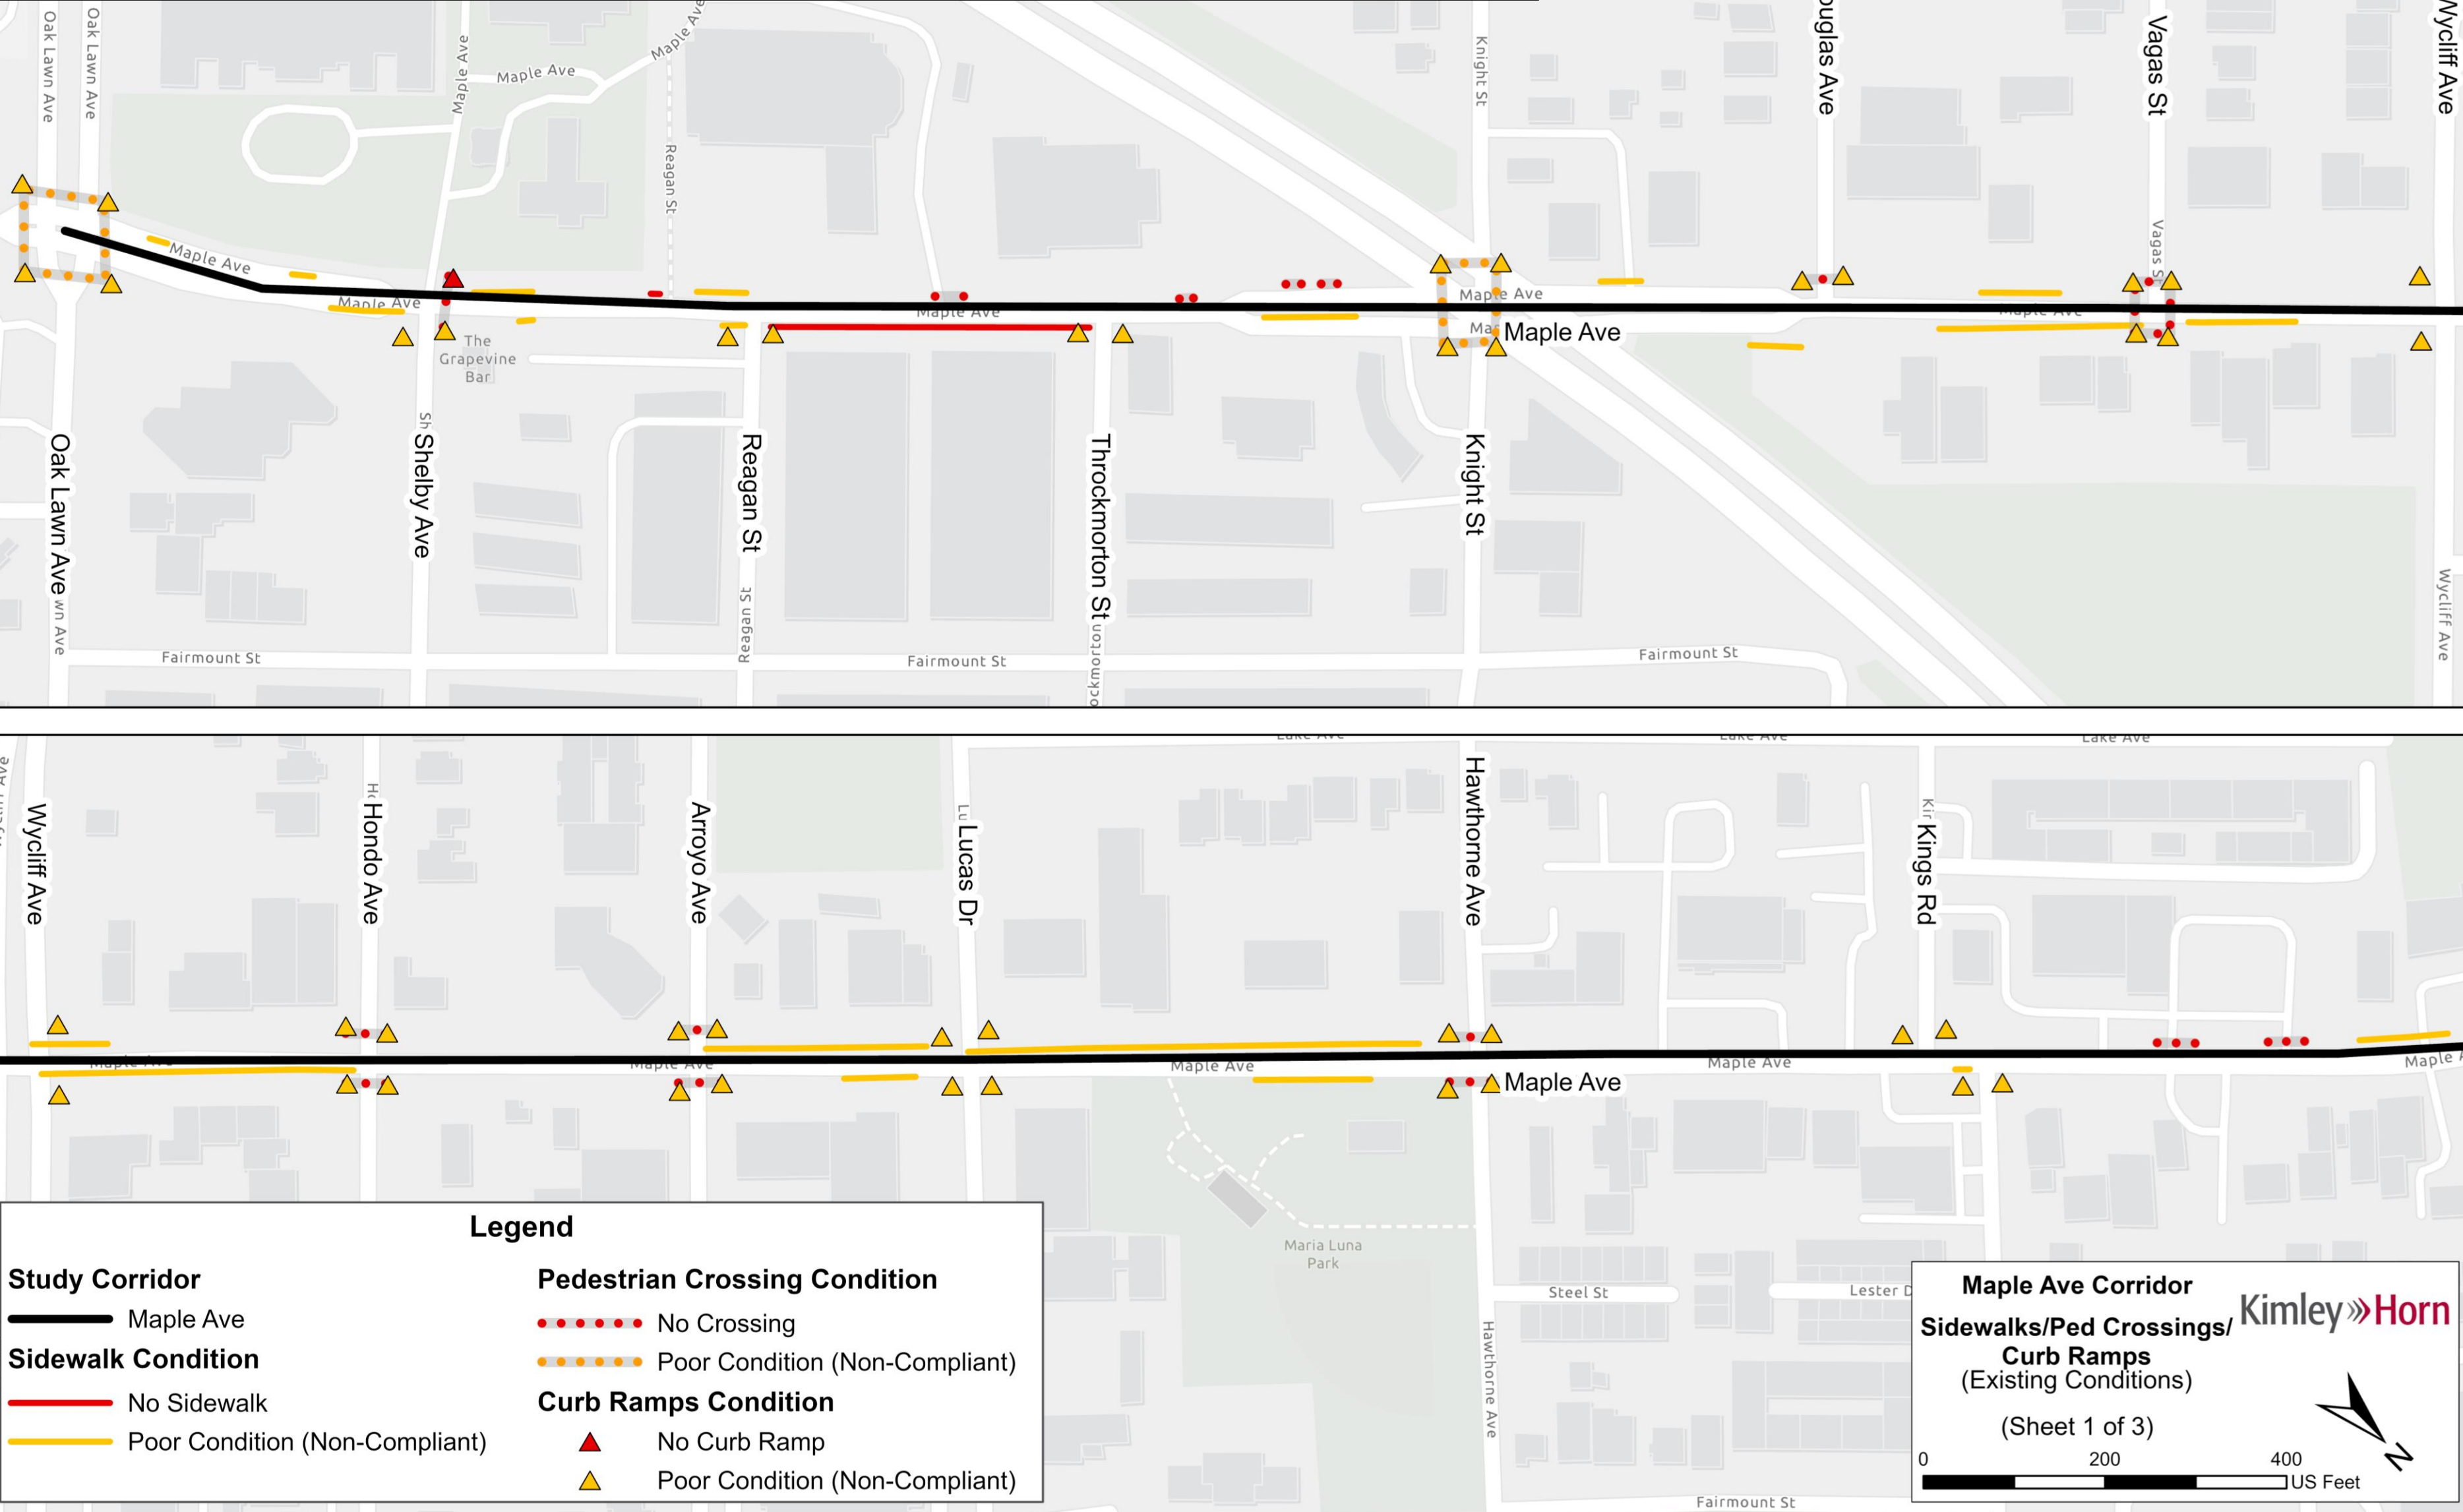 Oak Lawn Ave
Oak Lawn Ave
Maple Ave
Maple Ave
Maple Ave
Reagan St
Knight St
Vagas St
Wycliff Ave
Maple Ave
Maple Ave
The
Grapevine
Bar
Maple Ave
Maple Ave
Maple Ave
Vagas S
Oak Lawn Ave
Shelby Ave
Reagan St
Throckmorton St
Knight St
Reagan St
Wycliff Ave
Fairmount St
Fairmount St
Fairmount St
Lake Ave
Lake Ave
Lake Ave
Wycliff Ave
Hondo Ave
Arroyo Ave
Lucas Dr
Hawthorne Ave
Kings Rd
Maple Ave
Maple Ave
Maple Ave
Maple Ave
Maple Ave
Maple
Maria Luna
Park
Steel St
Lester D
Hawthorne Ave
Fairmount St
Legend
Study Corridor
Maple Ave
Sidewalk Condition
No Sidewalk
Poor Condition (Non-Compliant)
Pedestrian Crossing Condition
No Crossing
Poor Condition (Non-Compliant)
Curb Ramps Condition
No Curb Ramp
Poor Condition (Non-Compliant)
Maple Ave Corridor
Sidewalks/Ped Crossings/
Curb Ramps
(Existing Conditions)
(Sheet 1 of 3)
Kimley»Horn
N
0 200 400
US Feet